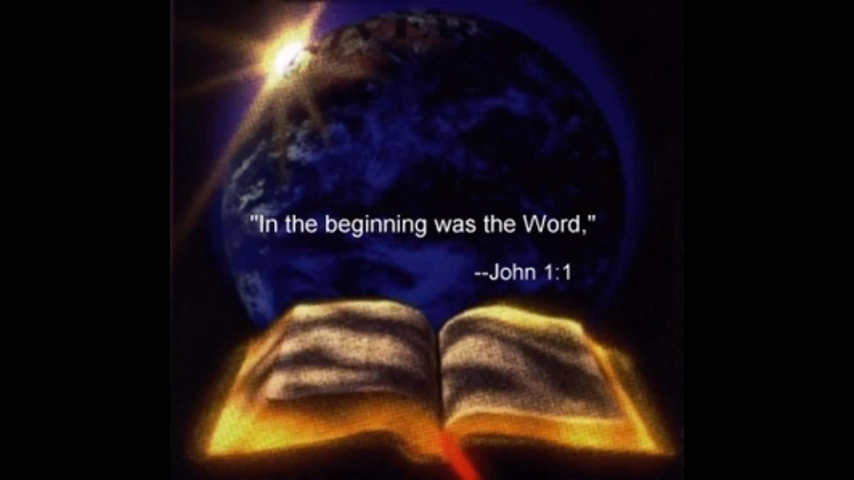 "In the beginning was the Word,"
--John 1:1